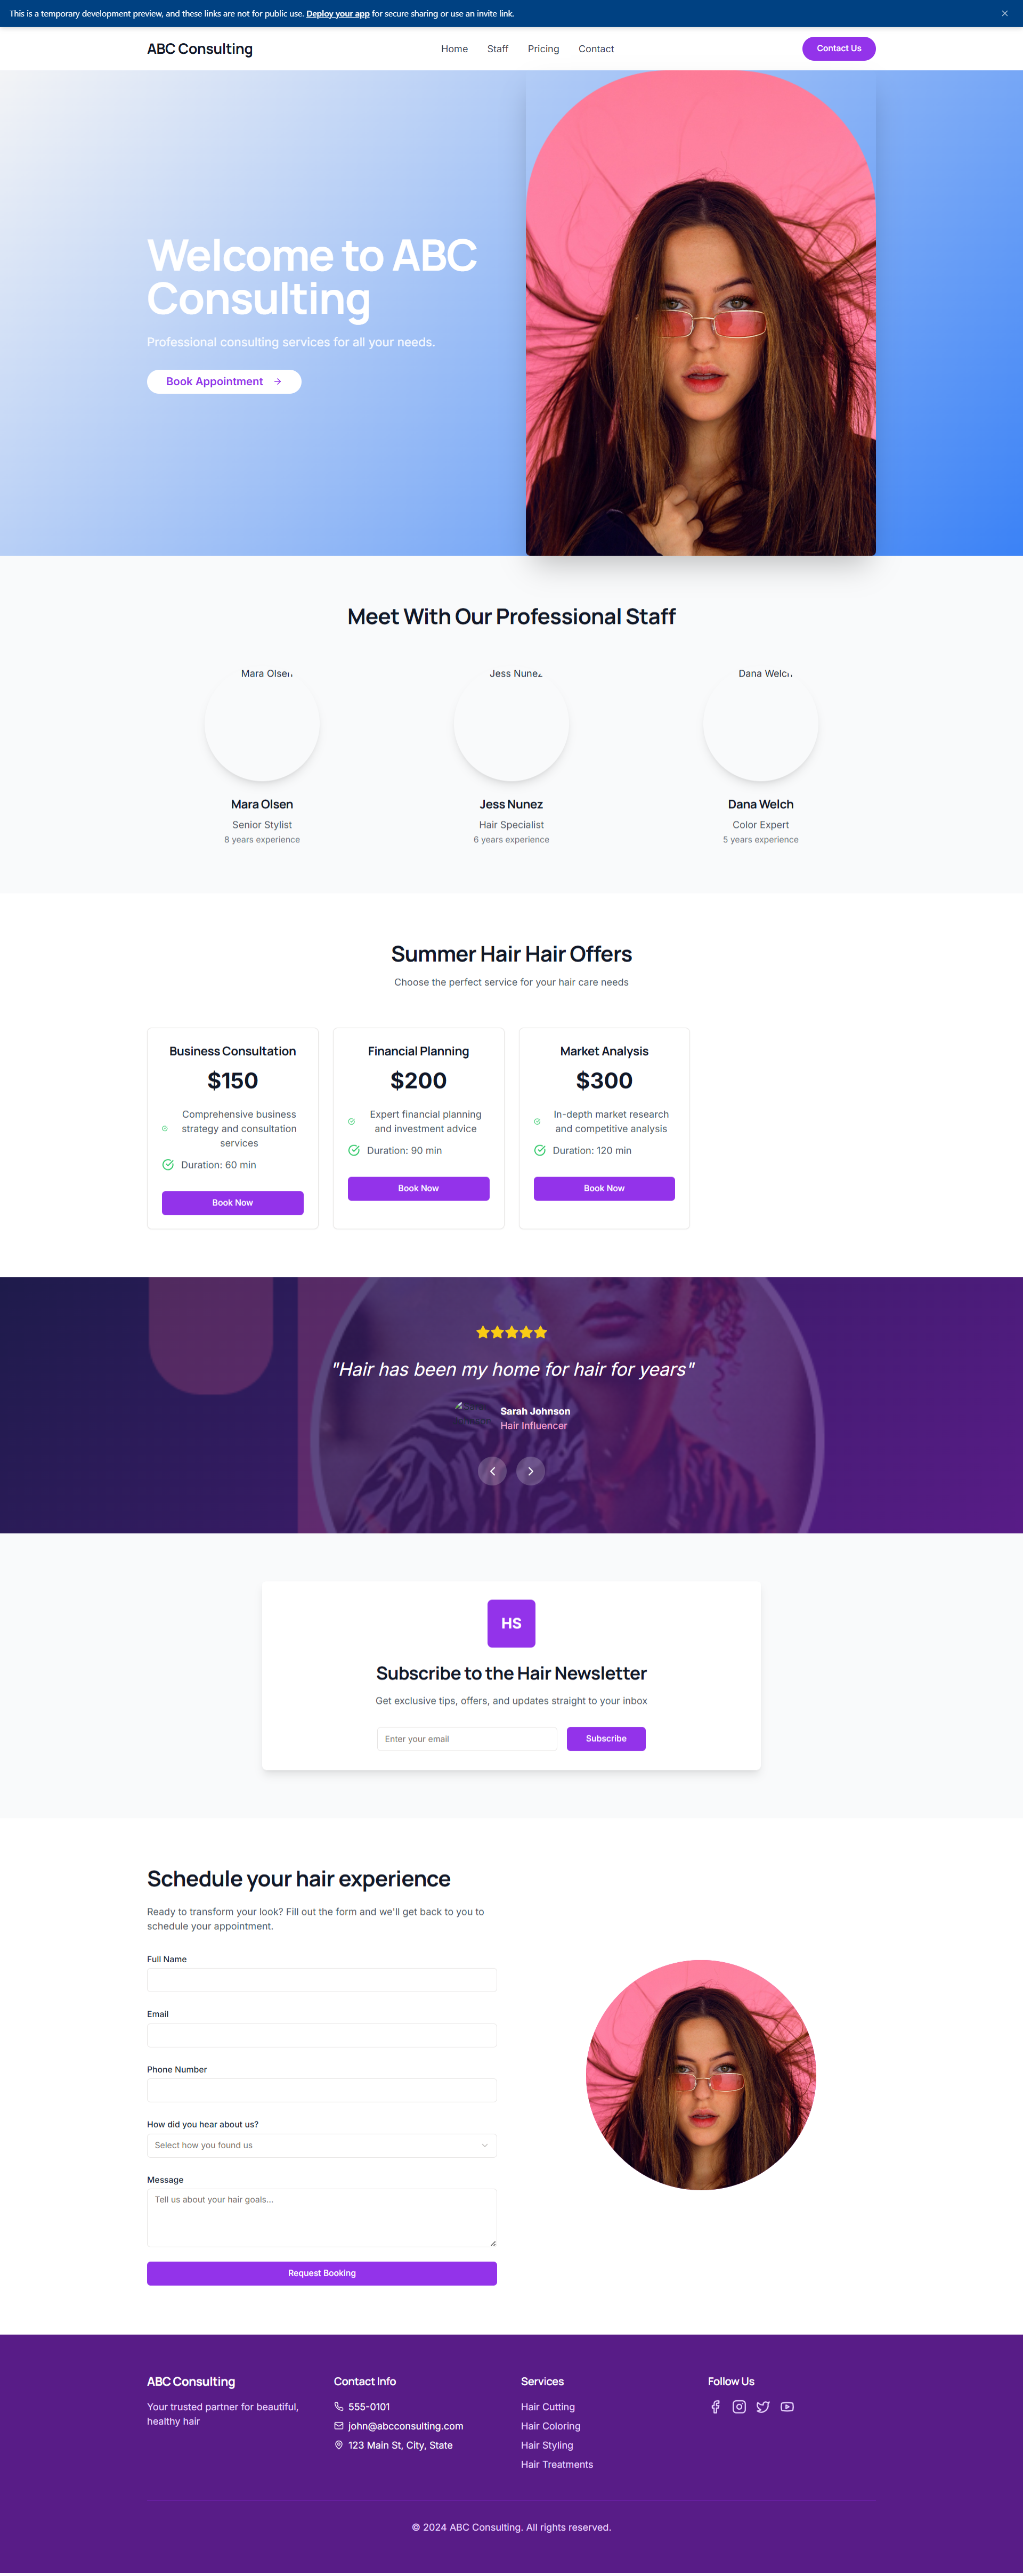 This is a temporary development preview, and these links are not for public use. Deploy your app for secure sharing or use an invite link.
ABC Consulting
Home
Staff
Pricing
Contact
Contact Us
Welcome to ABC
Consulting
Professional consulting services for all your needs.
Book Appointment
Meet With Our Professional Staff
Mara Olsen
Jess Nunez
Dana Welch
Mara Olsen
Senior Stylist
8 years experience
Jess Nunez
Hair Specialist
6 years experience
Dana Welch
Color Expert
5 years experience
Summer Hair Hair Offers
Choose the perfect service for your hair care needs
Business Consultation
$150
Comprehensive business
strategy and consultation
services
Duration: 60 min
Book Now
Financial Planning
$200
Expert financial planning
and investment advice
Duration: 90 min
Book Now
Market Analysis
$300
In-depth market research
and competitive analysis
Duration: 120 min
Book Now
"Hair has been my home for hair for years"
Sarah Johnson
Hair Influencer
HS
Subscribe to the Hair Newsletter
Get exclusive tips, offers, and updates straight to your inbox
Enter your email
Subscribe
Schedule your hair experience
Ready to transform your look? Fill out the form and we'll get back to you to
schedule your appointment.
Full Name
Email
Phone Number
How did you hear about us?
Select how you found us
Message
Tell us about your hair goals...
Request Booking
ABC Consulting
Your trusted partner for beautiful,
healthy hair
Contact Info
555-0101
john@abcconsulting.com
123 Main St, City, State
Services
Hair Cutting
Hair Coloring
Hair Styling
Hair Treatments
Follow Us
© 2024 ABC Consulting. All rights reserved.